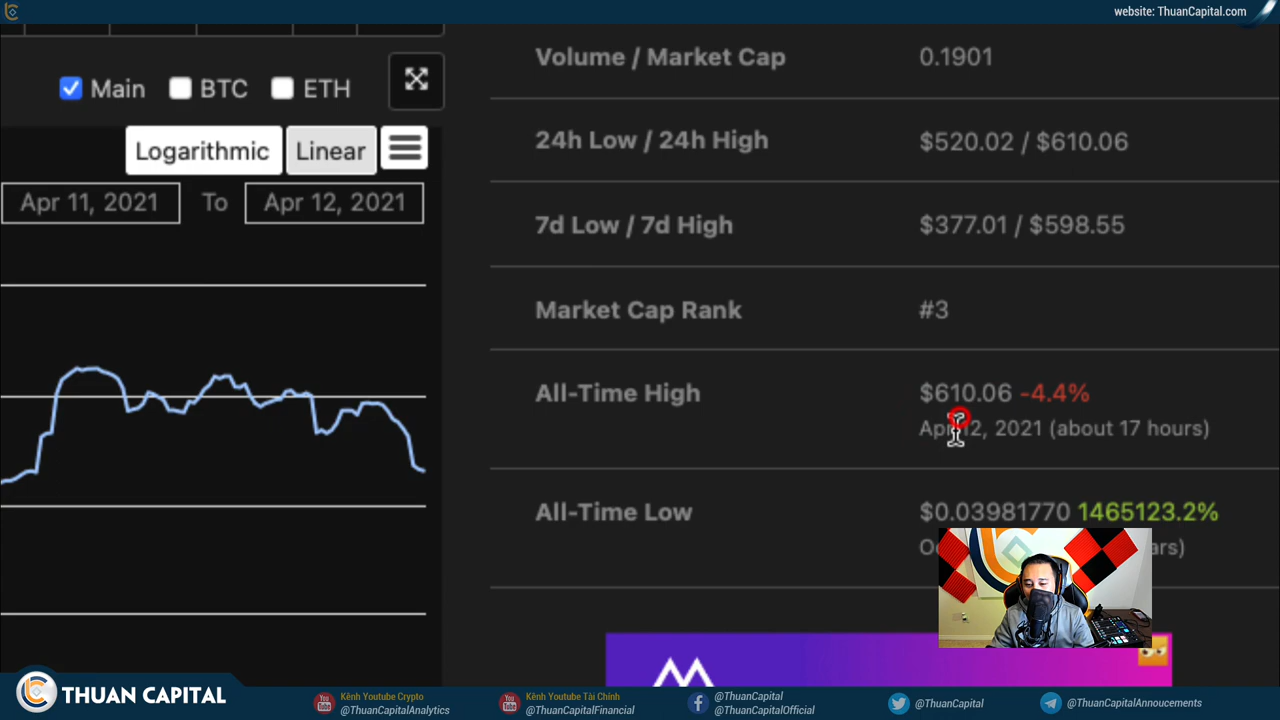 website: ThuanCapital.com
Main BTC ETH
Logarithmic Linear
Apr 11, 2021 To Apr 12, 2021
Volume / Market Cap 0.1901
24h Low / 24h High $520.02 / $610.06
7d Low / 7d High $377.01 / $598.55
Market Cap Rank #3
All-Time High $610.06 -4.4%
Apr 12, 2021 (about 17 hours)
All-Time Low $0.03981770 1465123.2%
THUAN CAPITAL
Kênh Youtube Crypto
@ThuanCapitalAnalytics
Kênh Youtube Tài Chính
@ThuanCapitalFinancial
@ThuanCapital
@ThuanCapitalOfficial
@ThuanCapital
@ThuanCapitalAnnoucements